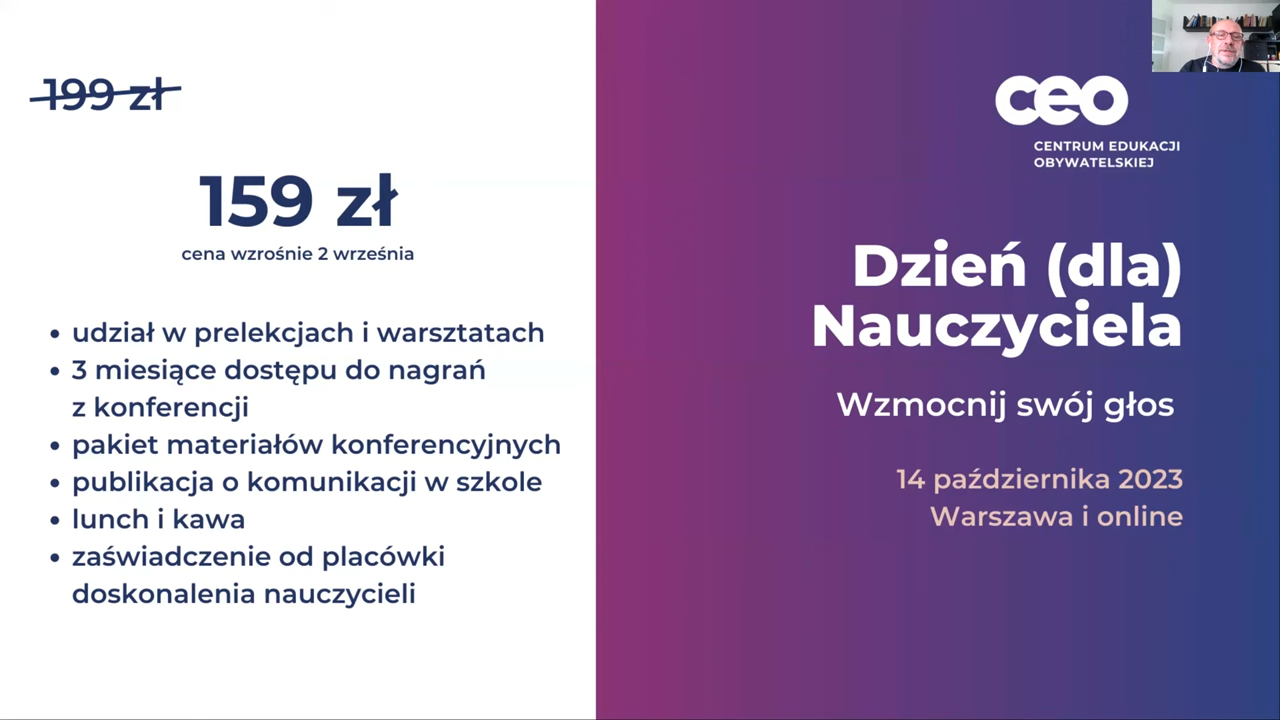 199 zł
159 zł
cena wzrośnie 2 września
• udział w prelekcjach i warsztatach
• 3 miesiące dostępu do nagrań
z konferencji
• pakiet materiałów konferencyjnych
• publikacja o komunikacji w szkole
• lunch i kawa
• zaświadczenie od placówki
doskonalenia nauczycieli
ceo
CENTRUM EDUKACJI
OBYWATELSKIEJ
Dzień (dla)
Nauczyciela
Wzmocnij swój głos
14 października 2023
Warszawa i online